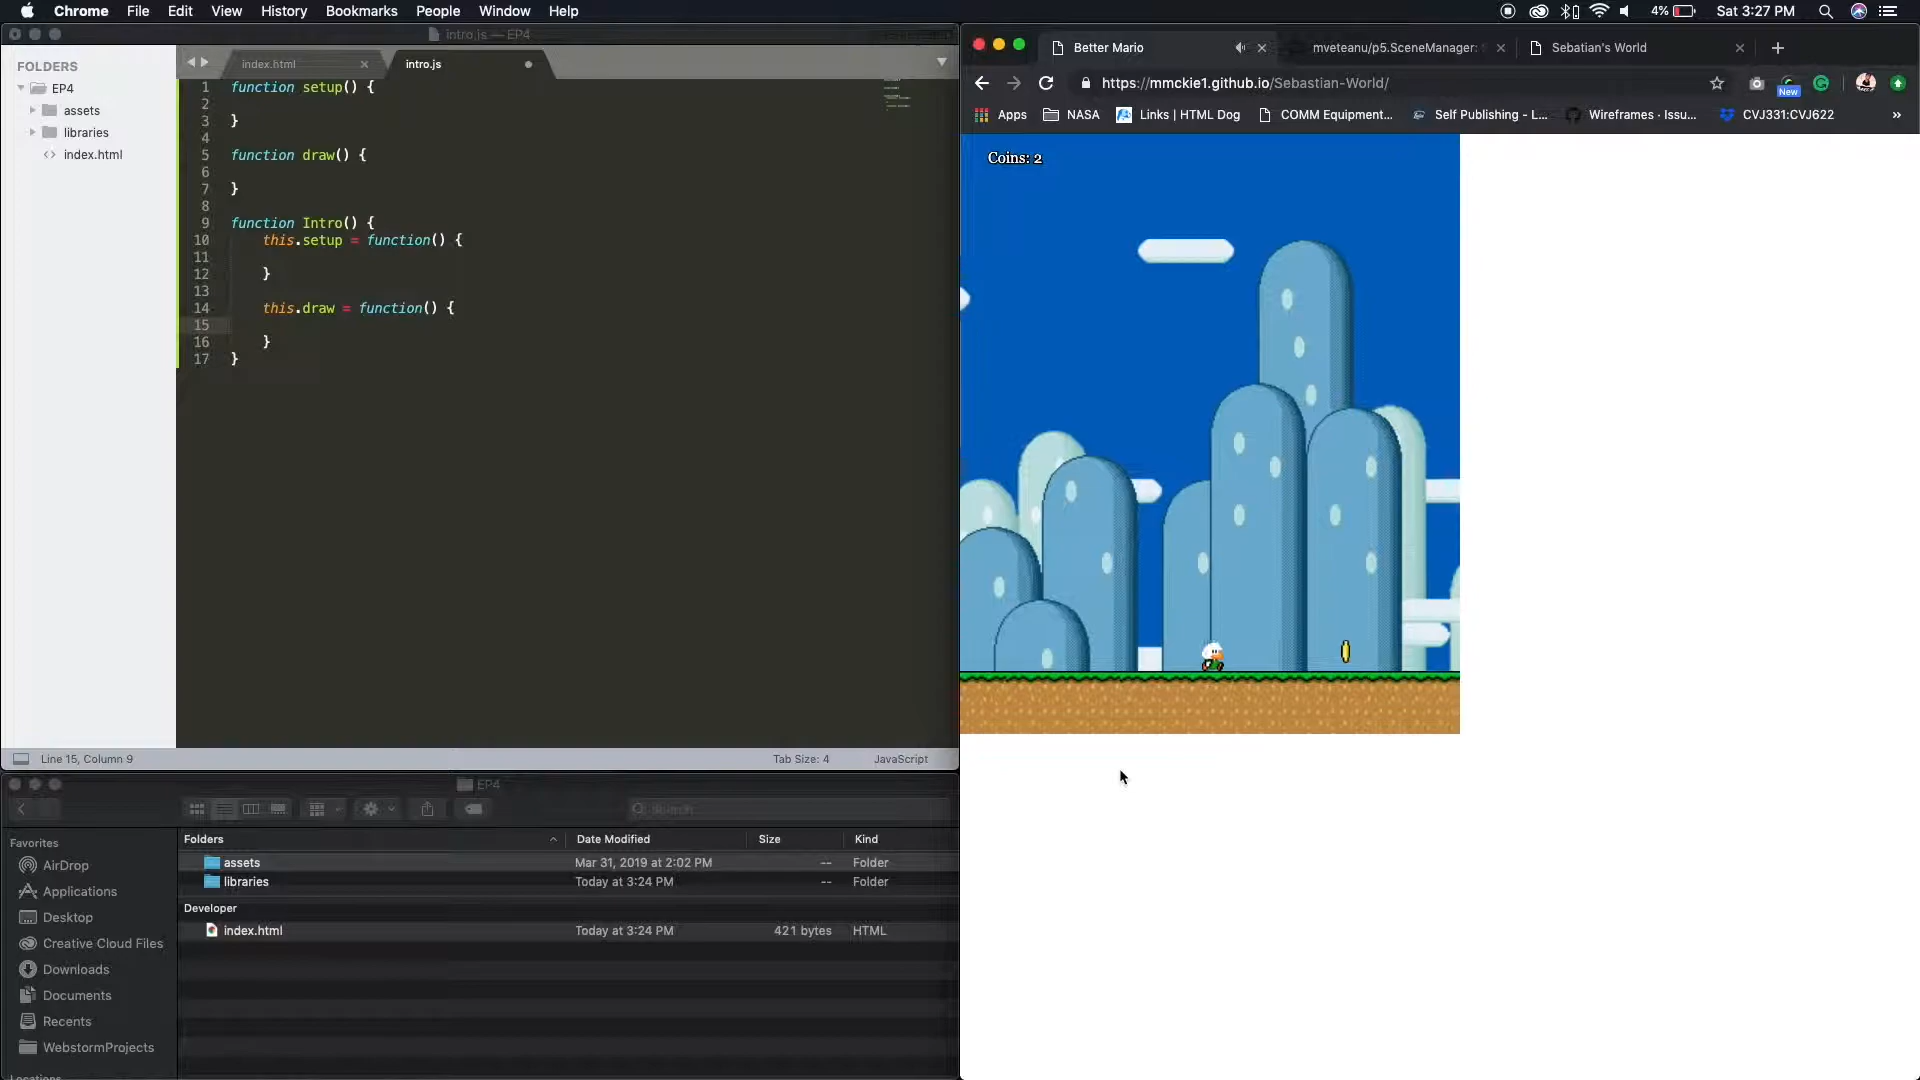 Chrome File Edit View History Bookmarks People Window Help
4% Sat 3:27 PM
intro.js — EP4
FOLDERS
EP4
assets
libraries
index.html
index.html
intro.js
1 function setup() {
2
3 }
4
5 function draw() {
6
7 }
8
9 function Intro() {
10 this.setup = function() {
11
12 }
13
14 this.draw = function() {
15
16 }
17 }
Line 15, Column 9
Tab Size: 4
JavaScript
Better Mario
mveteanu/p5.SceneManager:
Sebatian's World
https://mmckie1.github.io/Sebastian-World/
New
Apps
NASA
Links | HTML Dog
COMM Equipment...
Self Publishing - L...
Wireframes · Issu...
CVJ331:CVJ622
»
Coins: 2
EP4
Search
Favorites
AirDrop
Applications
Desktop
Creative Cloud Files
Downloads
Documents
Recents
WebstormProjects
Locations
Folders Date Modified Size Kind
assets Mar 31, 2019 at 2:02 PM -- Folder
libraries Today at 3:24 PM -- Folder
Developer
index.html Today at 3:24 PM 421 bytes HTML